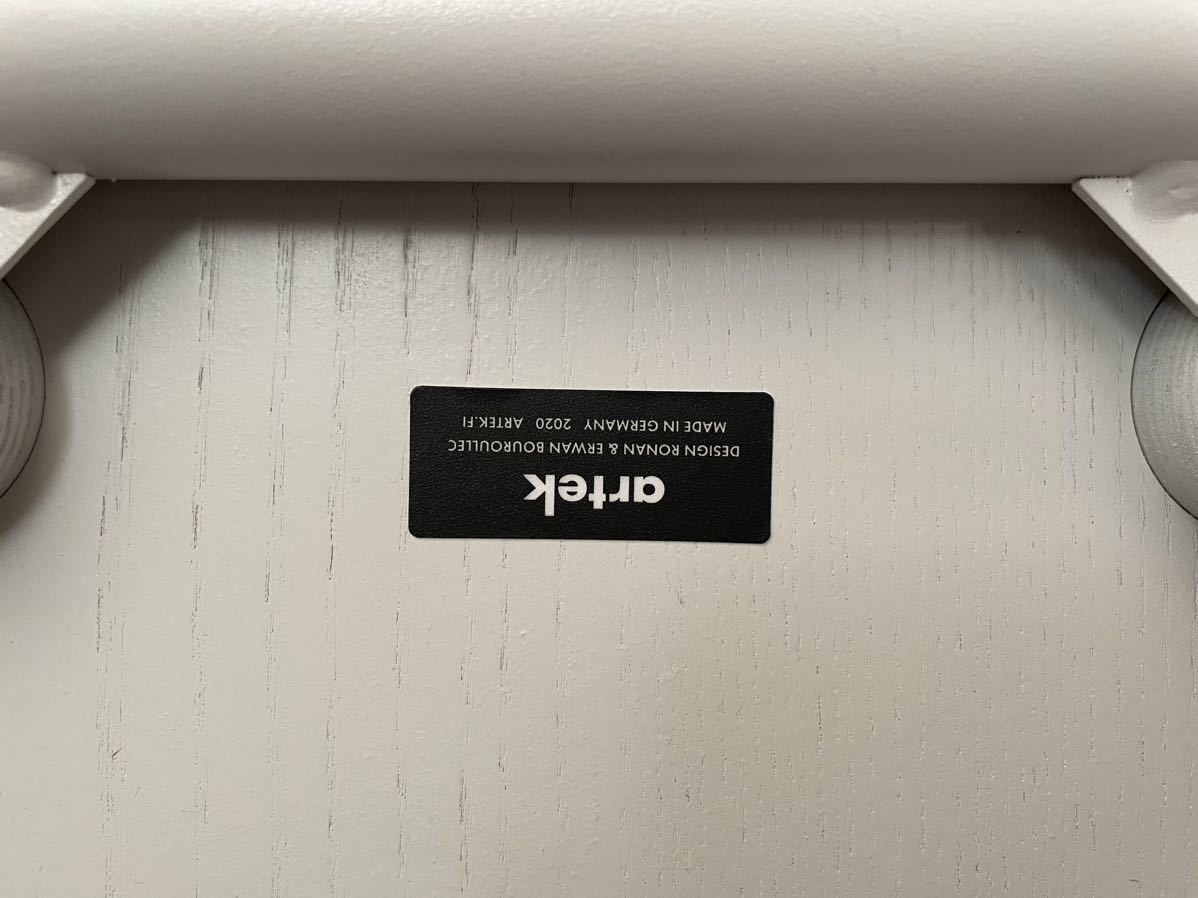 artek
DESIGN RONAN & ERWAN BOUROULLEC
MADE IN GERMANY 2020 ARTEK.FI